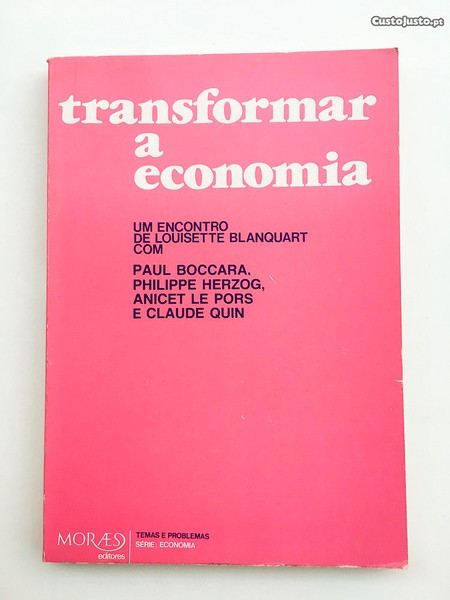 CustoJusto.pt
transformar
a
economia
UM ENCONTRO
DE LOUISETTE BLANQUART
COM
PAUL BOCCARA,
PHILIPPE HERZOG,
ANICET LE PORS
E CLAUDE QUIN
MORÆS
editores
TEMAS E PROBLEMAS
SÉRIE: ECONOMIA